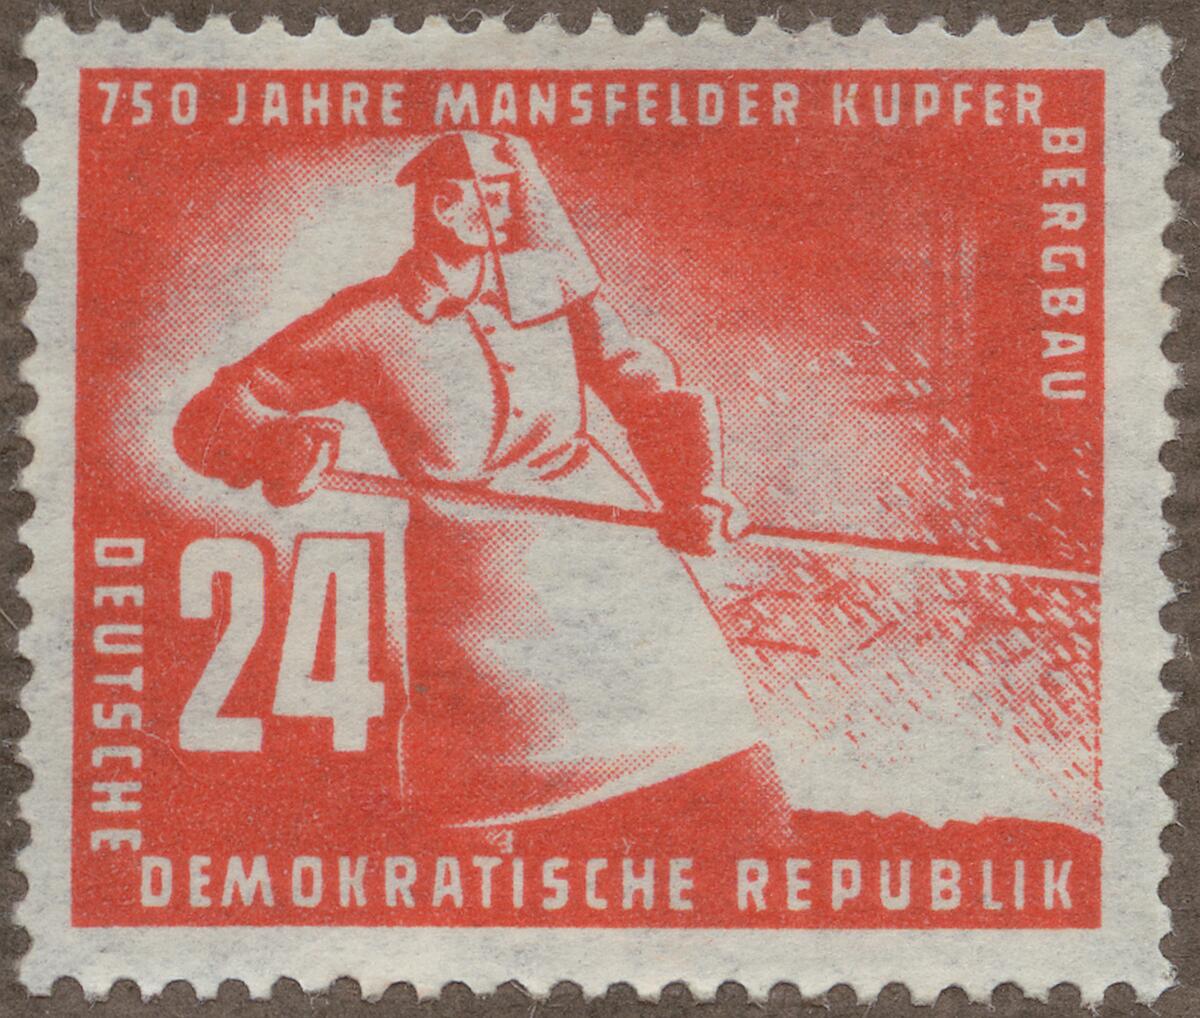 750 JAHRE MANSFELDER KUPFER
BERGBAU
24
DEUTSCHE
DEMOKRATISCHE REPUBLIK